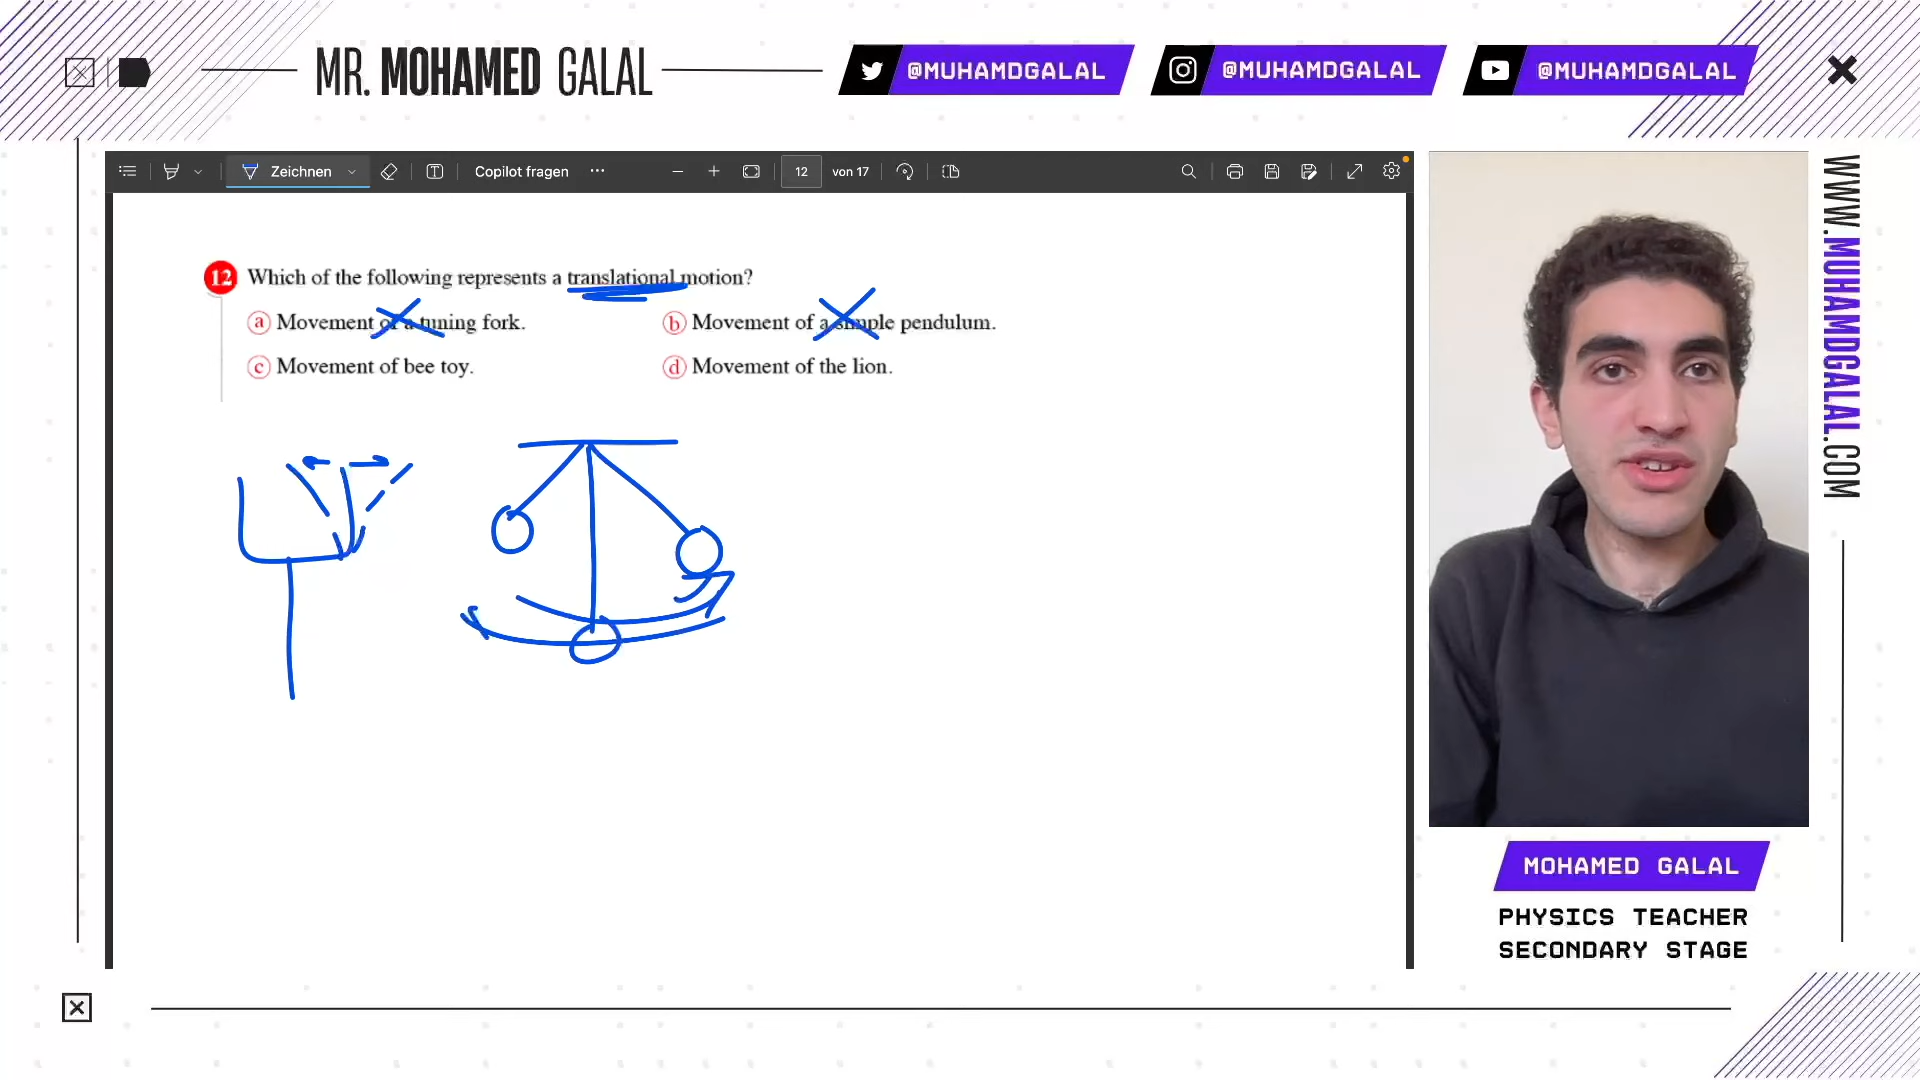 MR. MOHAMED GALAL
@MUHAMDGALAL
@MUHAMDGALAL
@MUHAMDGALAL
Zeichnen
Copilot fragen
12
von 17
12 Which of the following represents a translational motion?
a Movement of a tuning fork.
b Movement of a simple pendulum.
c Movement of bee toy.
d Movement of the lion.
WWW.MUHAMDGALAL.COM
MOHAMED GALAL
PHYSICS TEACHER
SECONDARY STAGE